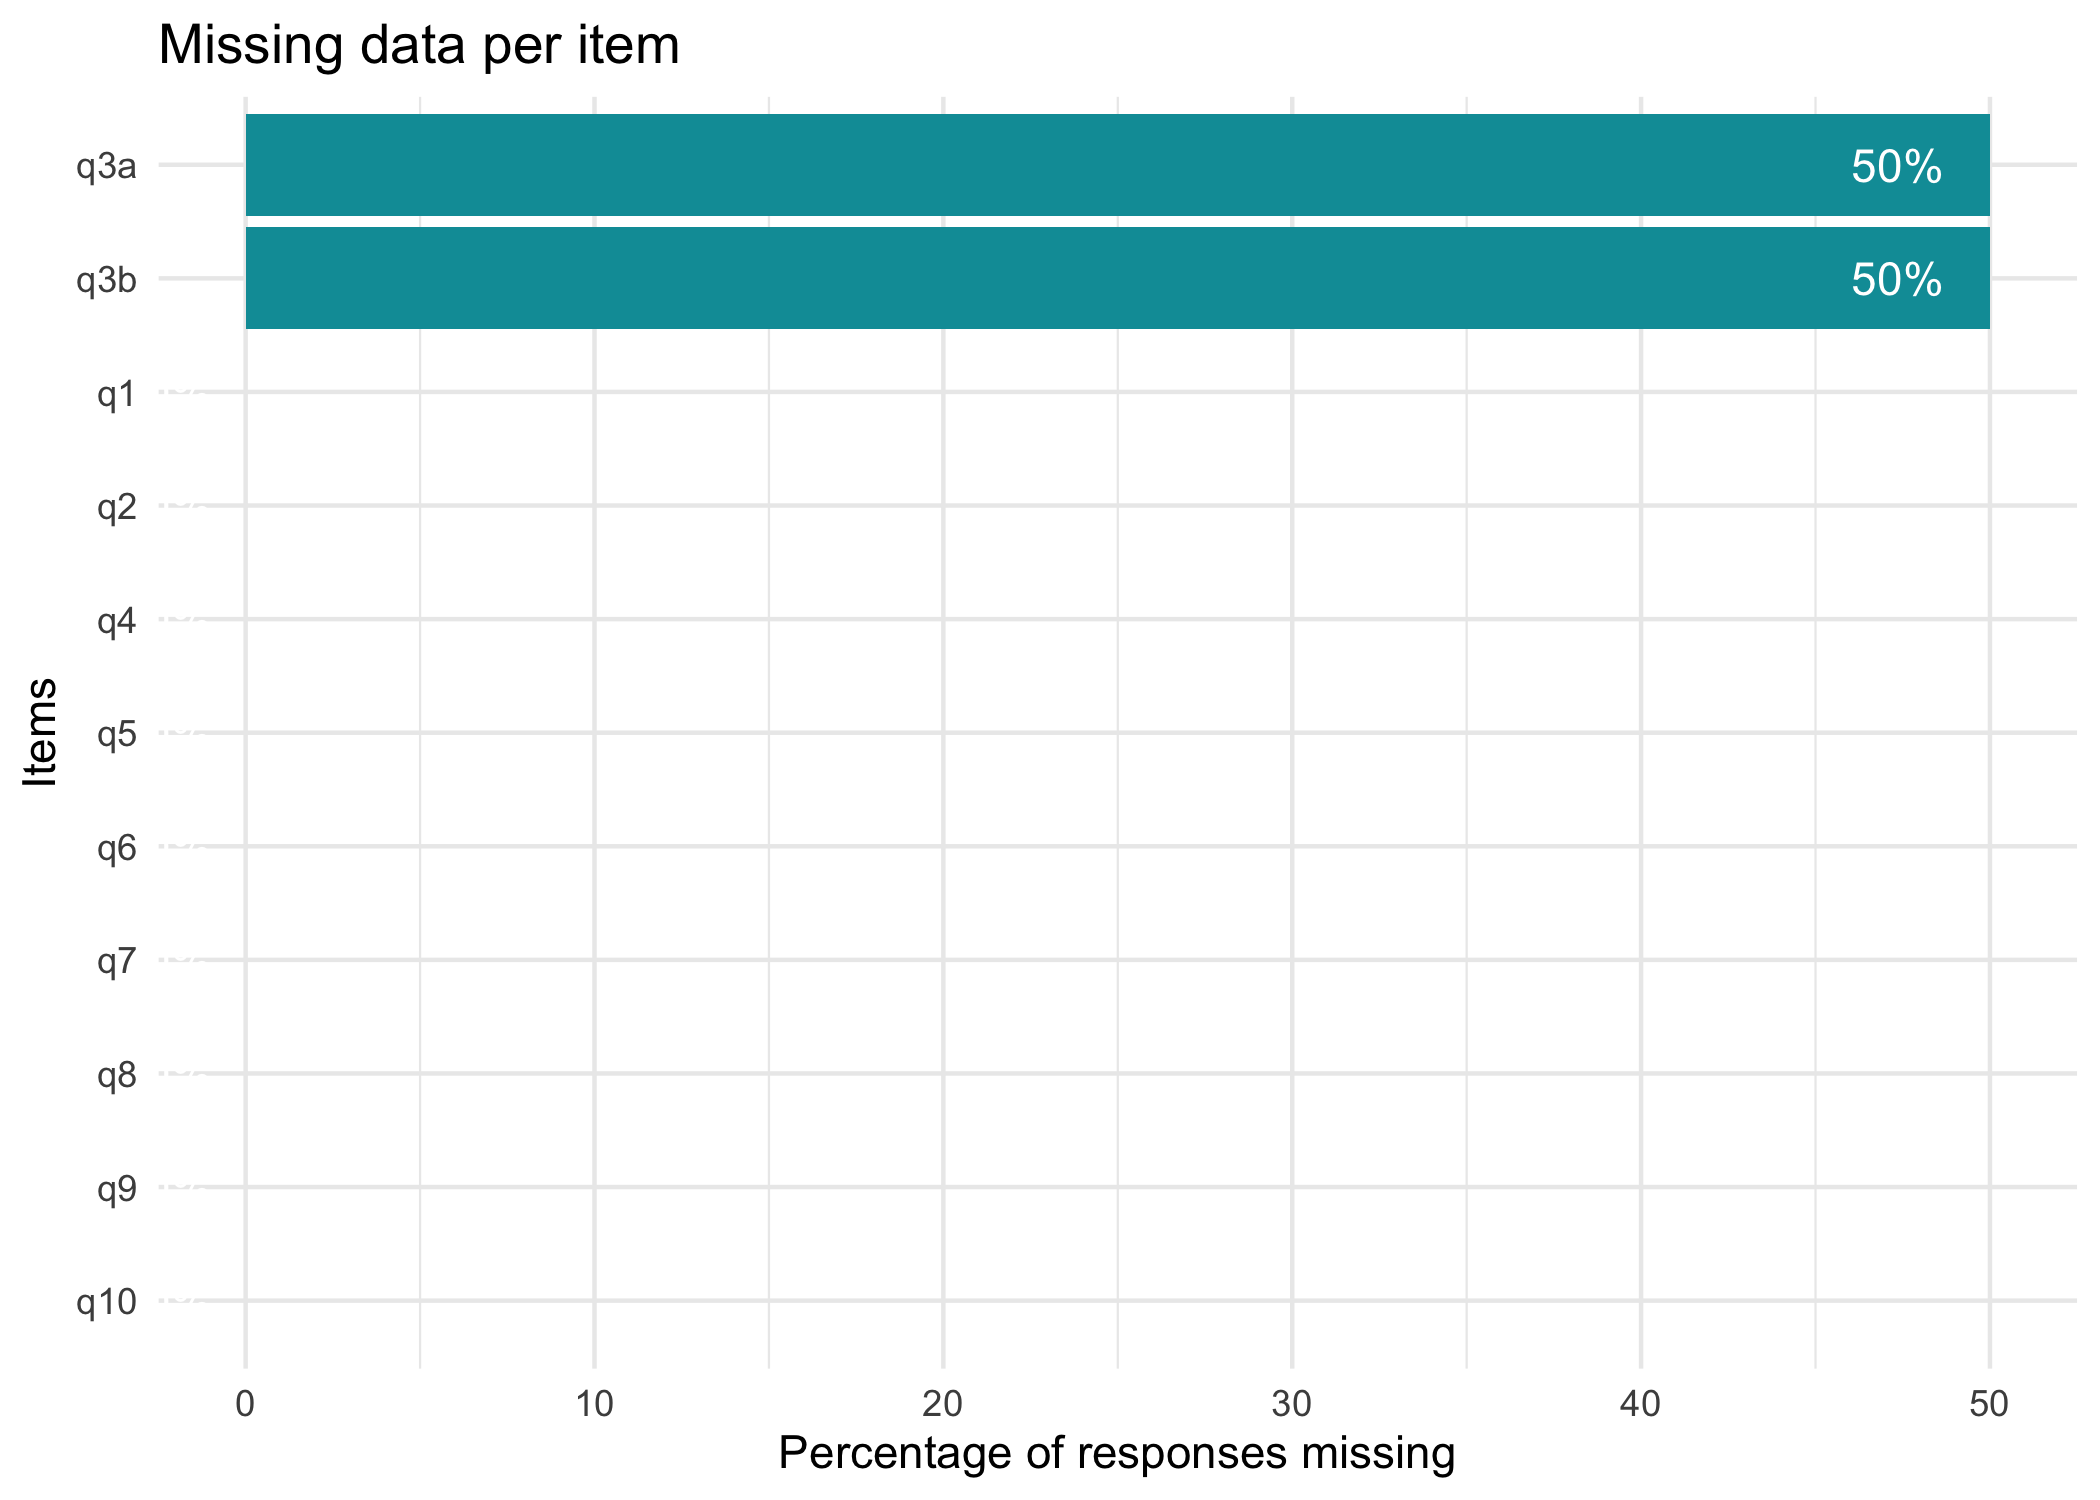 Missing data per item
q3a 50%
q3b 50%
q1
q2
q4
q5
q6
q7
q8
q9
q10
0 10 20 30 40 50
Percentage of responses missing
Items